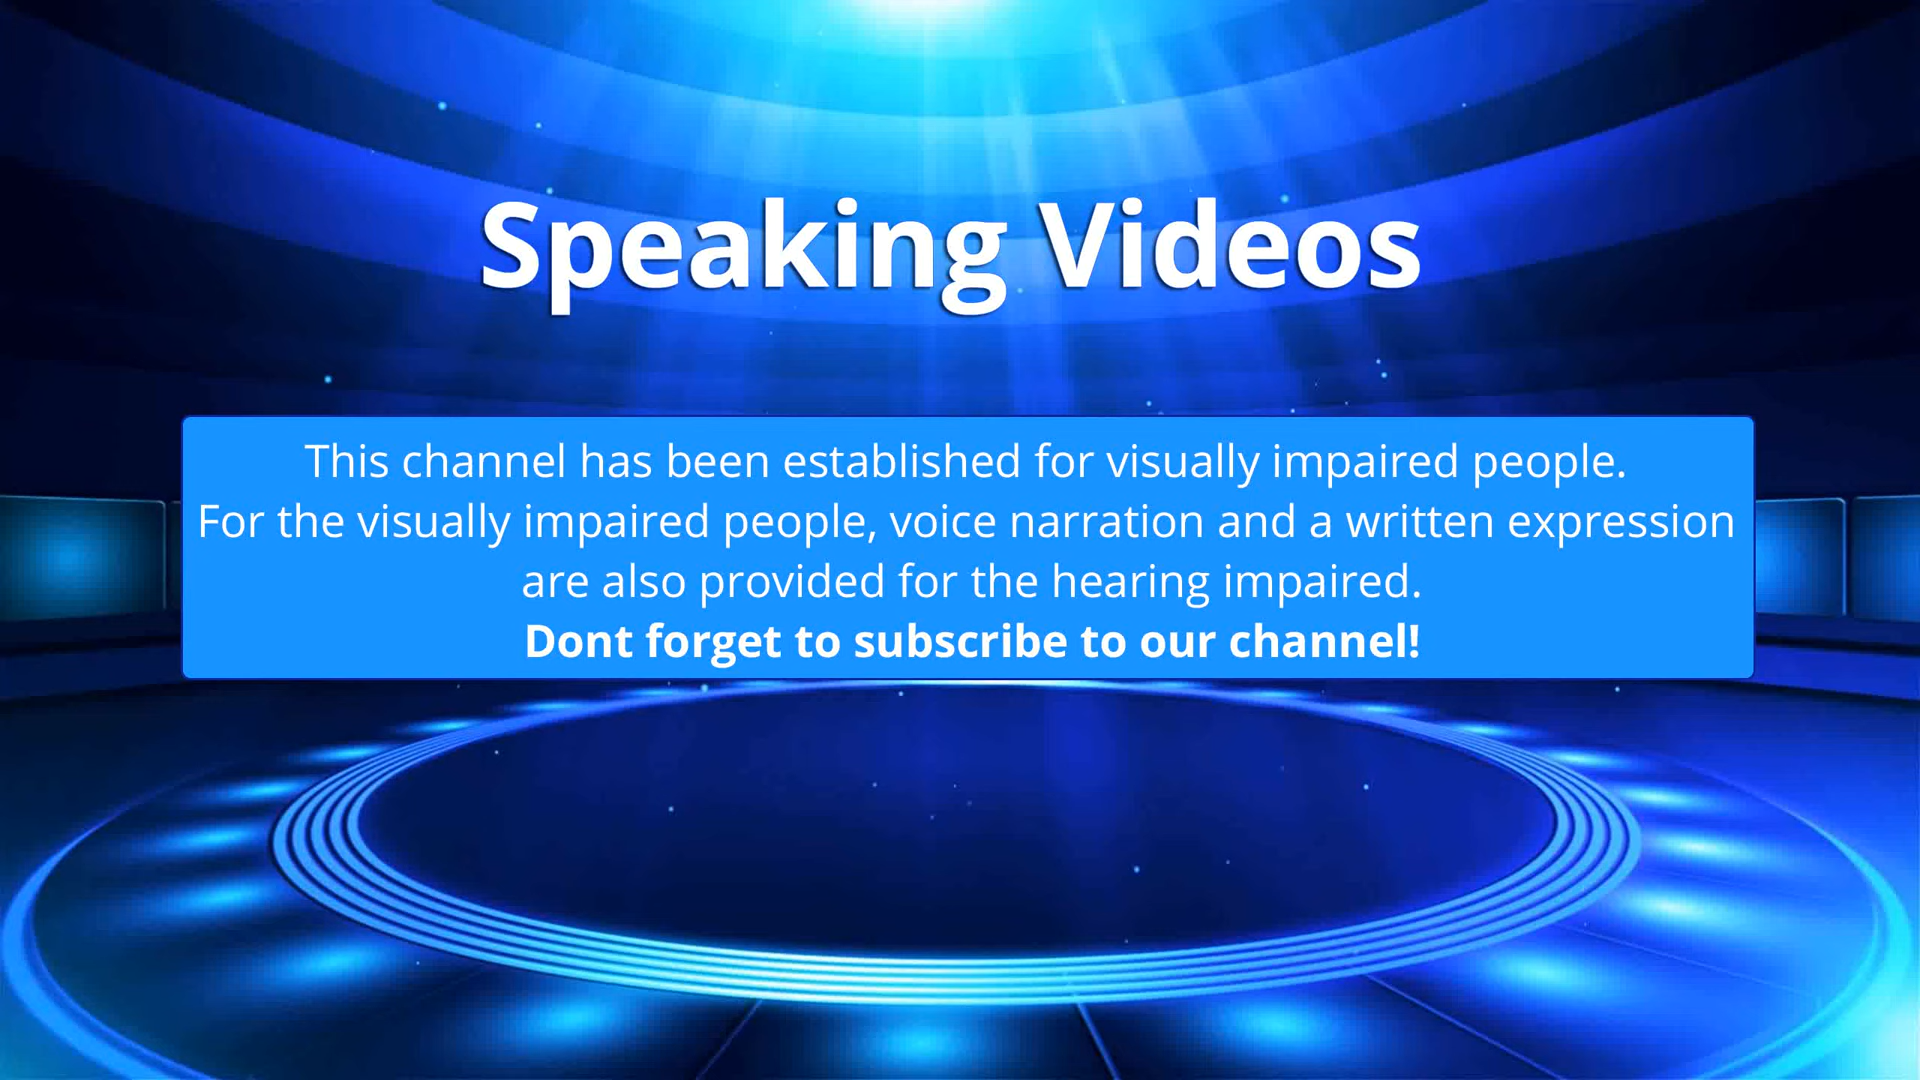 Speaking Videos
This channel has been established for visually impaired people.
For the visually impaired people, voice narration and a written expression
are also provided for the hearing impaired.
Dont forget to subscribe to our channel!